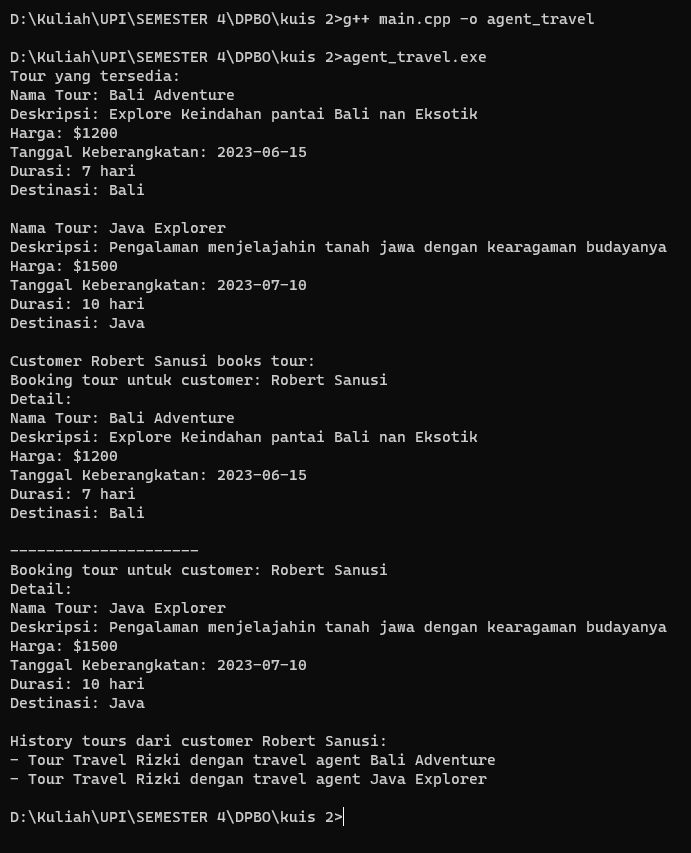 D:\Kuliah\UPI\SEMESTER 4\DPBO\kuis 2>g++ main.cpp -o agent_travel
D:\Kuliah\UPI\SEMESTER 4\DPBO\kuis 2>agent_travel.exe
Tour yang tersedia:
Nama Tour: Bali Adventure
Deskripsi: Explore Keindahan pantai Bali nan Eksotik
Harga: $1200
Tanggal Keberangkatan: 2023-06-15
Durasi: 7 hari
Destinasi: Bali
Nama Tour: Java Explorer
Deskripsi: Pengalaman menjelajahin tanah jawa dengan kearagaman budayanya
Harga: $1500
Tanggal Keberangkatan: 2023-07-10
Durasi: 10 hari
Destinasi: Java
Customer Robert Sanusi books tour:
Booking tour untuk customer: Robert Sanusi
Detail:
Nama Tour: Bali Adventure
Deskripsi: Explore Keindahan pantai Bali nan Eksotik
Harga: $1200
Tanggal Keberangkatan: 2023-06-15
Durasi: 7 hari
Destinasi: Bali
---------------------
Booking tour untuk customer: Robert Sanusi
Detail:
Nama Tour: Java Explorer
Deskripsi: Pengalaman menjelajahin tanah jawa dengan kearagaman budayanya
Harga: $1500
Tanggal Keberangkatan: 2023-07-10
Durasi: 10 hari
Destinasi: Java
History tours dari customer Robert Sanusi:
- Tour Travel Rizki dengan travel agent Bali Adventure
- Tour Travel Rizki dengan travel agent Java Explorer
D:\Kuliah\UPI\SEMESTER 4\DPBO\kuis 2>